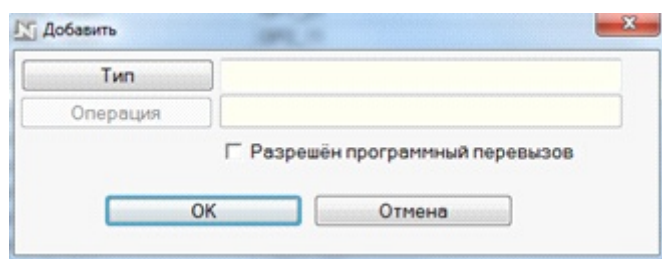 Добавить
Тип
Операция
Разрешён программный перевызов
OK
Отмена